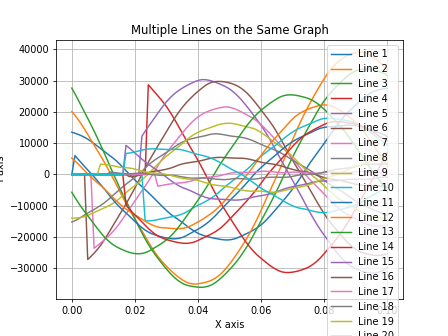 Multiple Lines on the Same Graph
40000
30000
20000
10000
0
−10000
−20000
−30000
axis
0.00
0.02
0.04
0.06
X axis
Line 1
Line 2
Line 3
Line 4
Line 5
Line 6
Line 7
Line 8
Line 9
Line 10
Line 11
Line 12
Line 13
Line 14
Line 15
Line 16
Line 17
Line 18
Line 19
Line 20